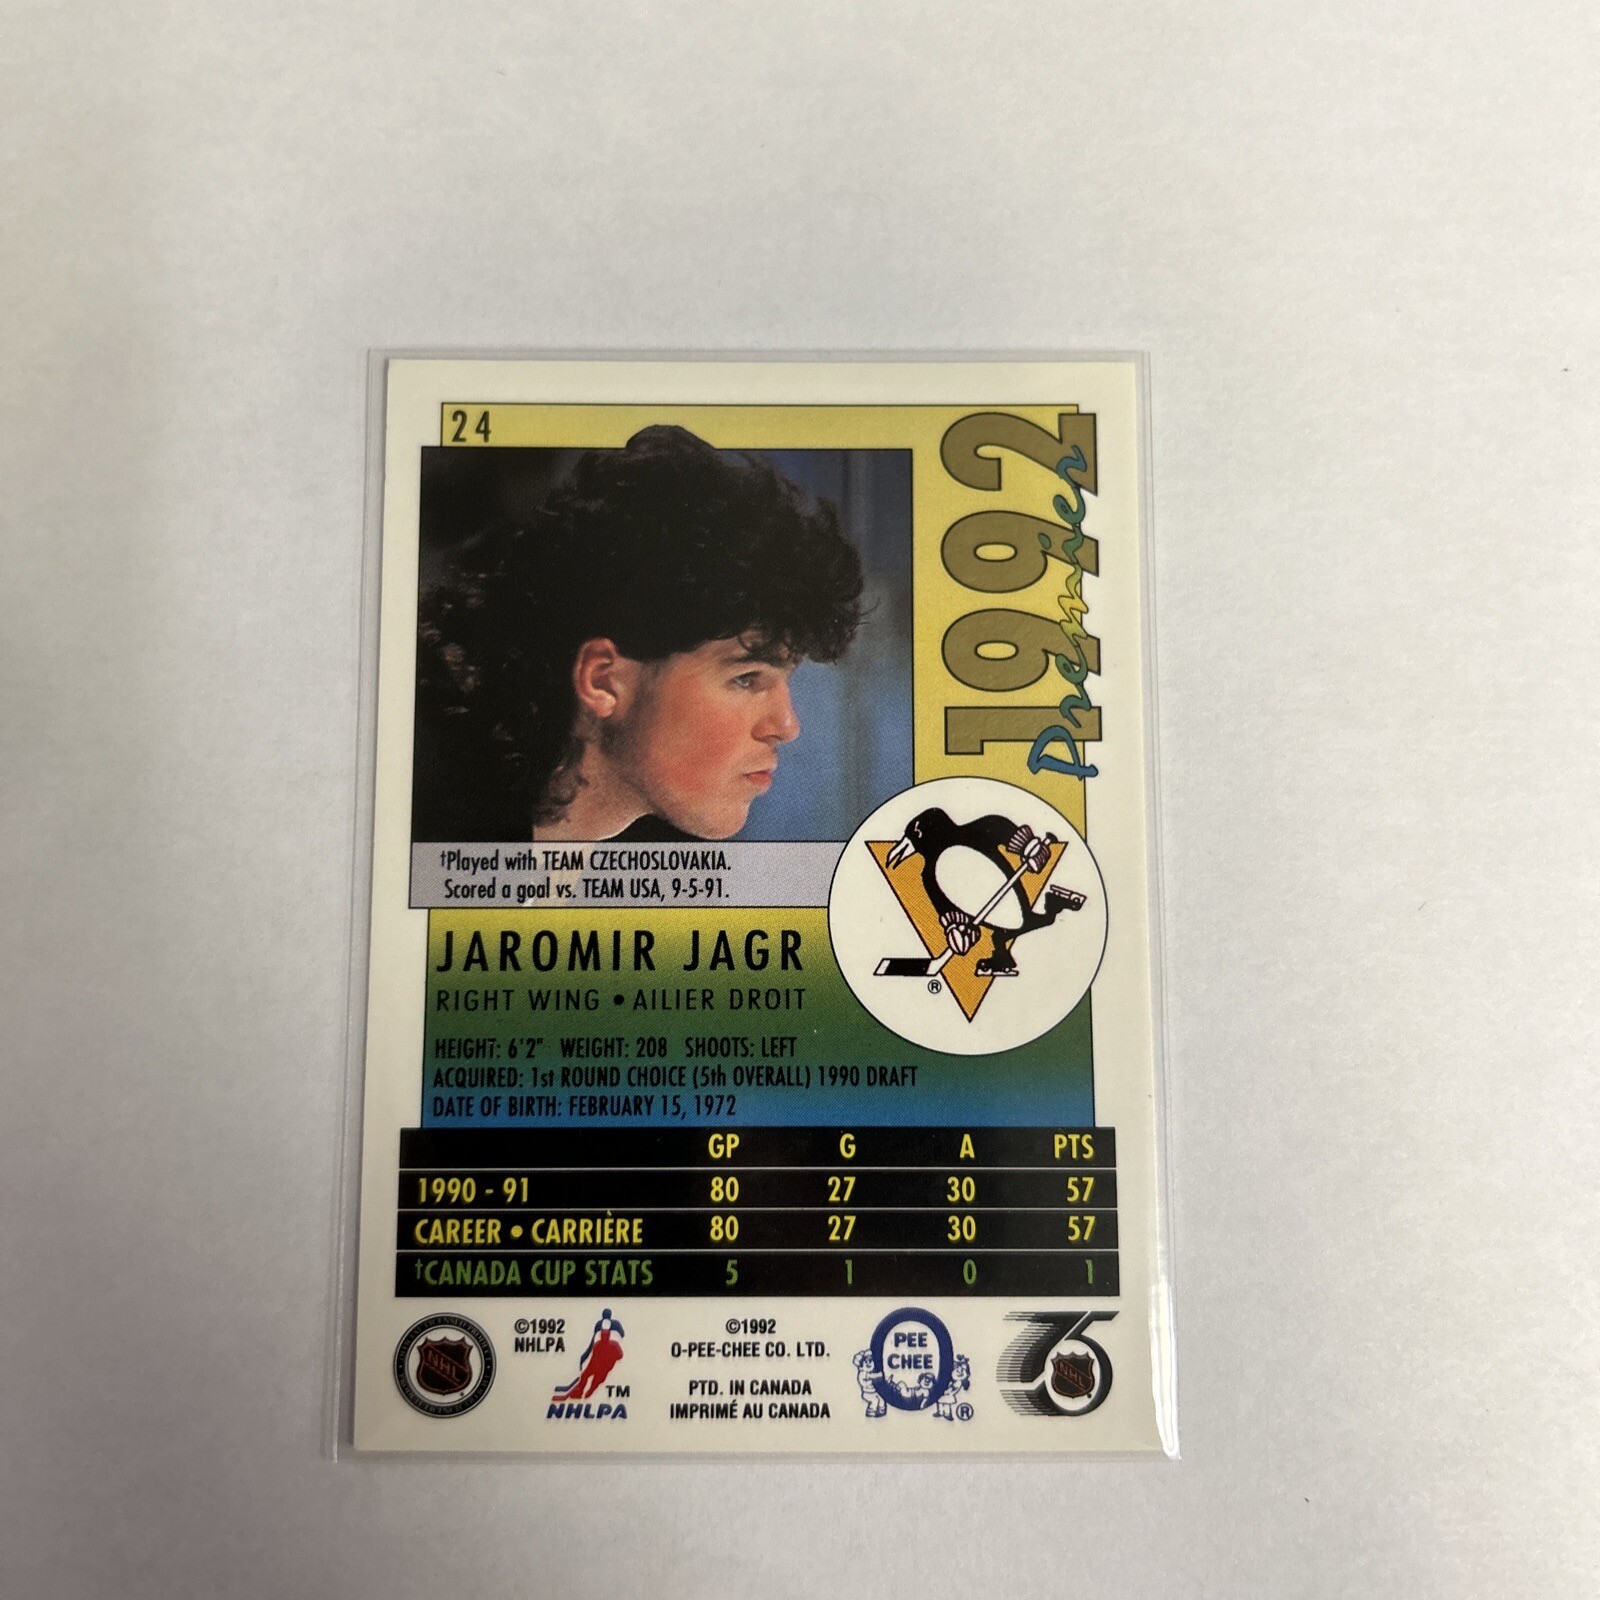 24
1992
Premier
†Played with TEAM CZECHOSLOVAKIA.
Scored a goal vs. TEAM USA, 9-5-91.
JAROMIR JAGR
RIGHT WING • AILIER DROIT
®
HEIGHT: 6'2" WEIGHT: 208 SHOOTS: LEFT
ACQUIRED: 1st ROUND CHOICE (5th OVERALL) 1990 DRAFT
DATE OF BIRTH: FEBRUARY 15, 1972
GP G A PTS
1990 - 91 80 27 30 57
CAREER • CARRIÈRE 80 27 30 57
†CANADA CUP STATS 5 1 0 1
NHL
©1992
NHLPA
TM
NHLPA
©1992
O-PEE-CHEE CO. LTD.
PTD. IN CANADA
IMPRIMÉ AU CANADA
O
PEE
CHEE
®
75
NHL